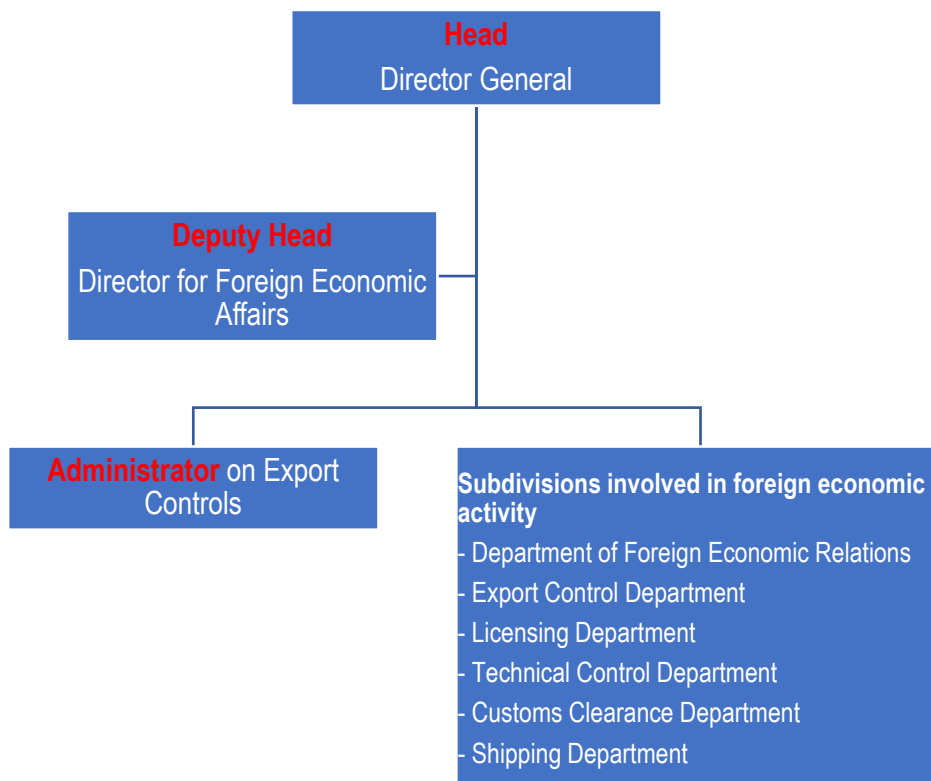 Head
Director General
Deputy Head
Director for Foreign Economic
Affairs
Administrator on Export
Controls
Subdivisions involved in foreign economic
activity
- Department of Foreign Economic Relations
- Export Control Department
- Licensing Department
- Technical Control Department
- Customs Clearance Department
- Shipping Department